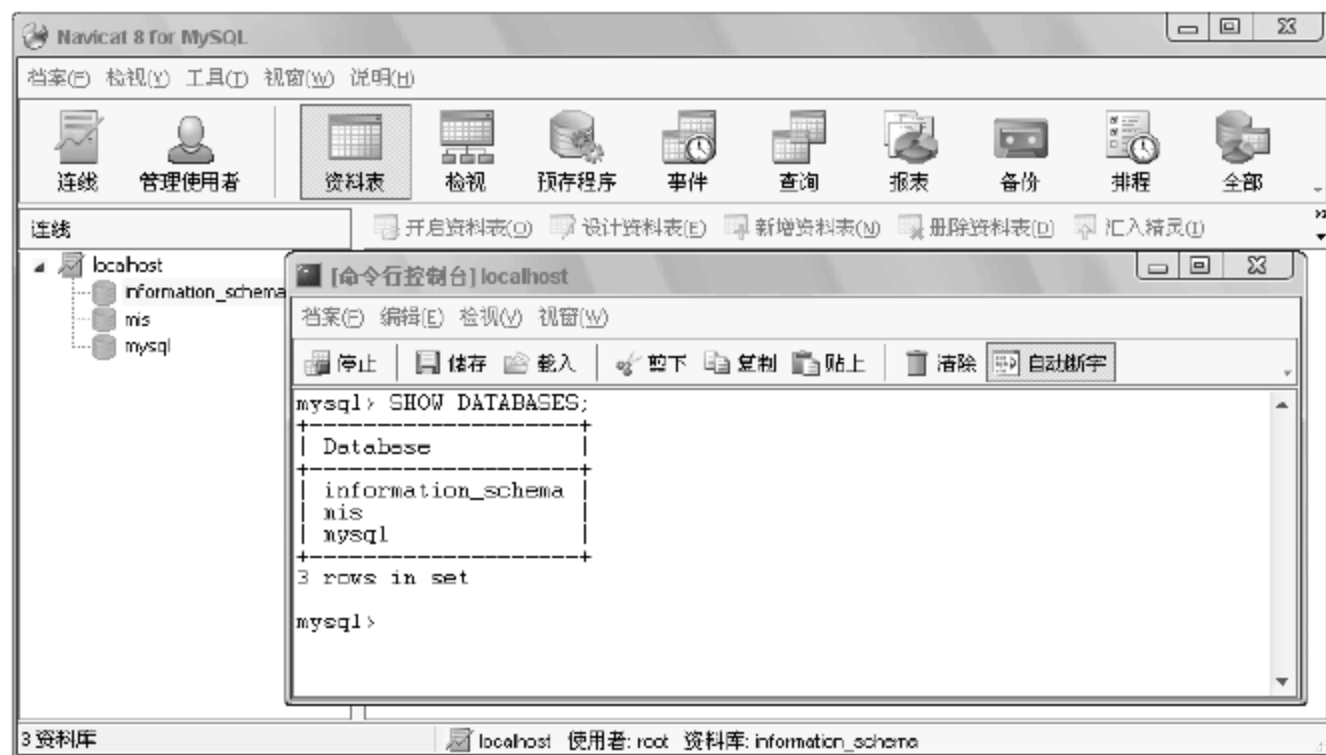 Navicat 8 for MySQL
档案(F) 检视(Y) 工具(T) 视窗(W) 说明(H)
连线 管理使用者 资料表 检视 预存程序 事件 查询 报表 备份 排程 全部
连线
开启资料表(O) 设计资料表(E) 新增资料表(N) 册除资料表(D) 汇入精灵(I)
localhost
information_schema
mis
mysql
[命令行控制台] localhost
档案(F) 编辑(E) 检视(V) 视窗(W)
停止 储存 载入 剪下 复制 贴上 清除 自动断字
mysql> SHOW DATABASES;
+--------------------+
| Database           |
+--------------------+
| information_schema |
| mis                |
| mysql              |
+--------------------+
3 rows in set
mysql>
3 资料库
localhost 使用者: root 资料库: information_schema